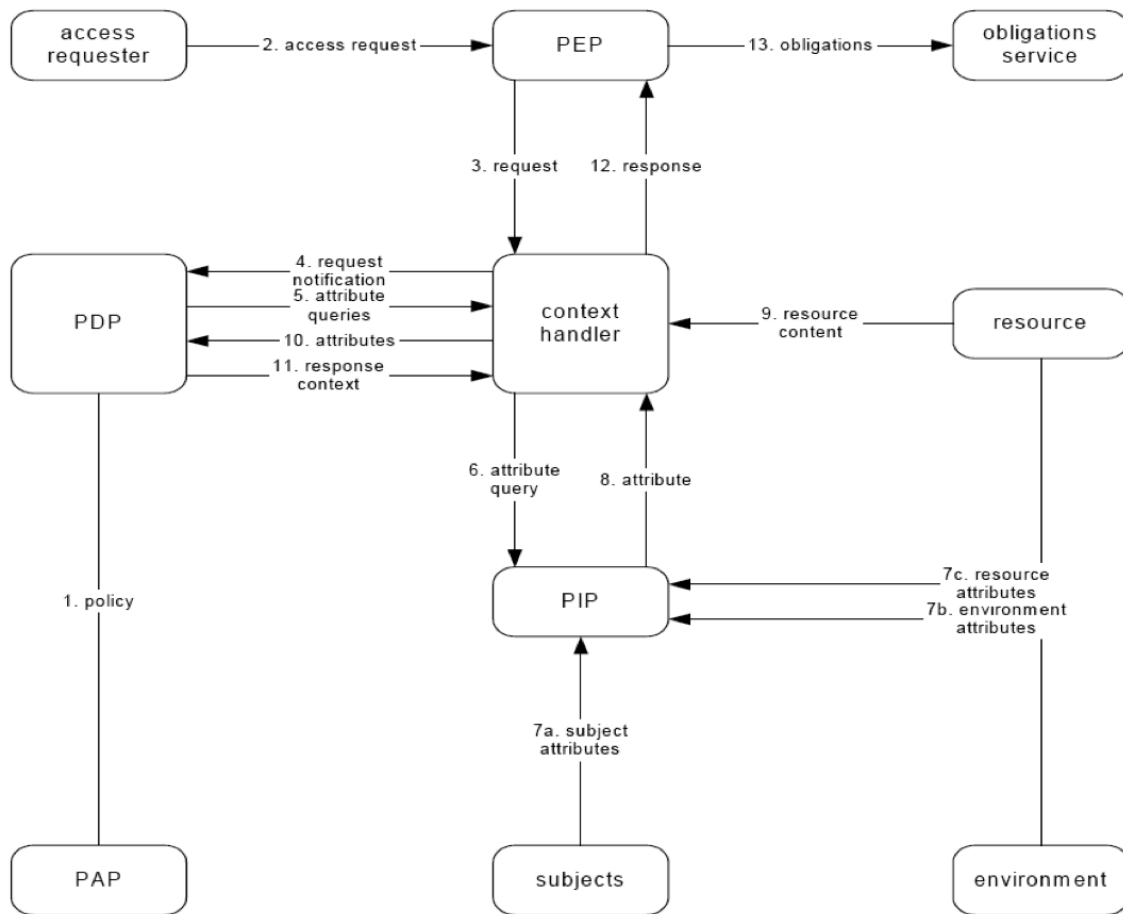 access
requester
2. access request
PEP
13. obligations
obligations
service
3. request
12. response
4. request
notification
5. attribute
queries
PDP
10. attributes
11. response
context
context
handler
9. resource
content
resource
6. attribute
query
8. attribute
1. policy
PIP
7c. resource
attributes
7b. environment
attributes
7a. subject
attributes
PAP
subjects
environment